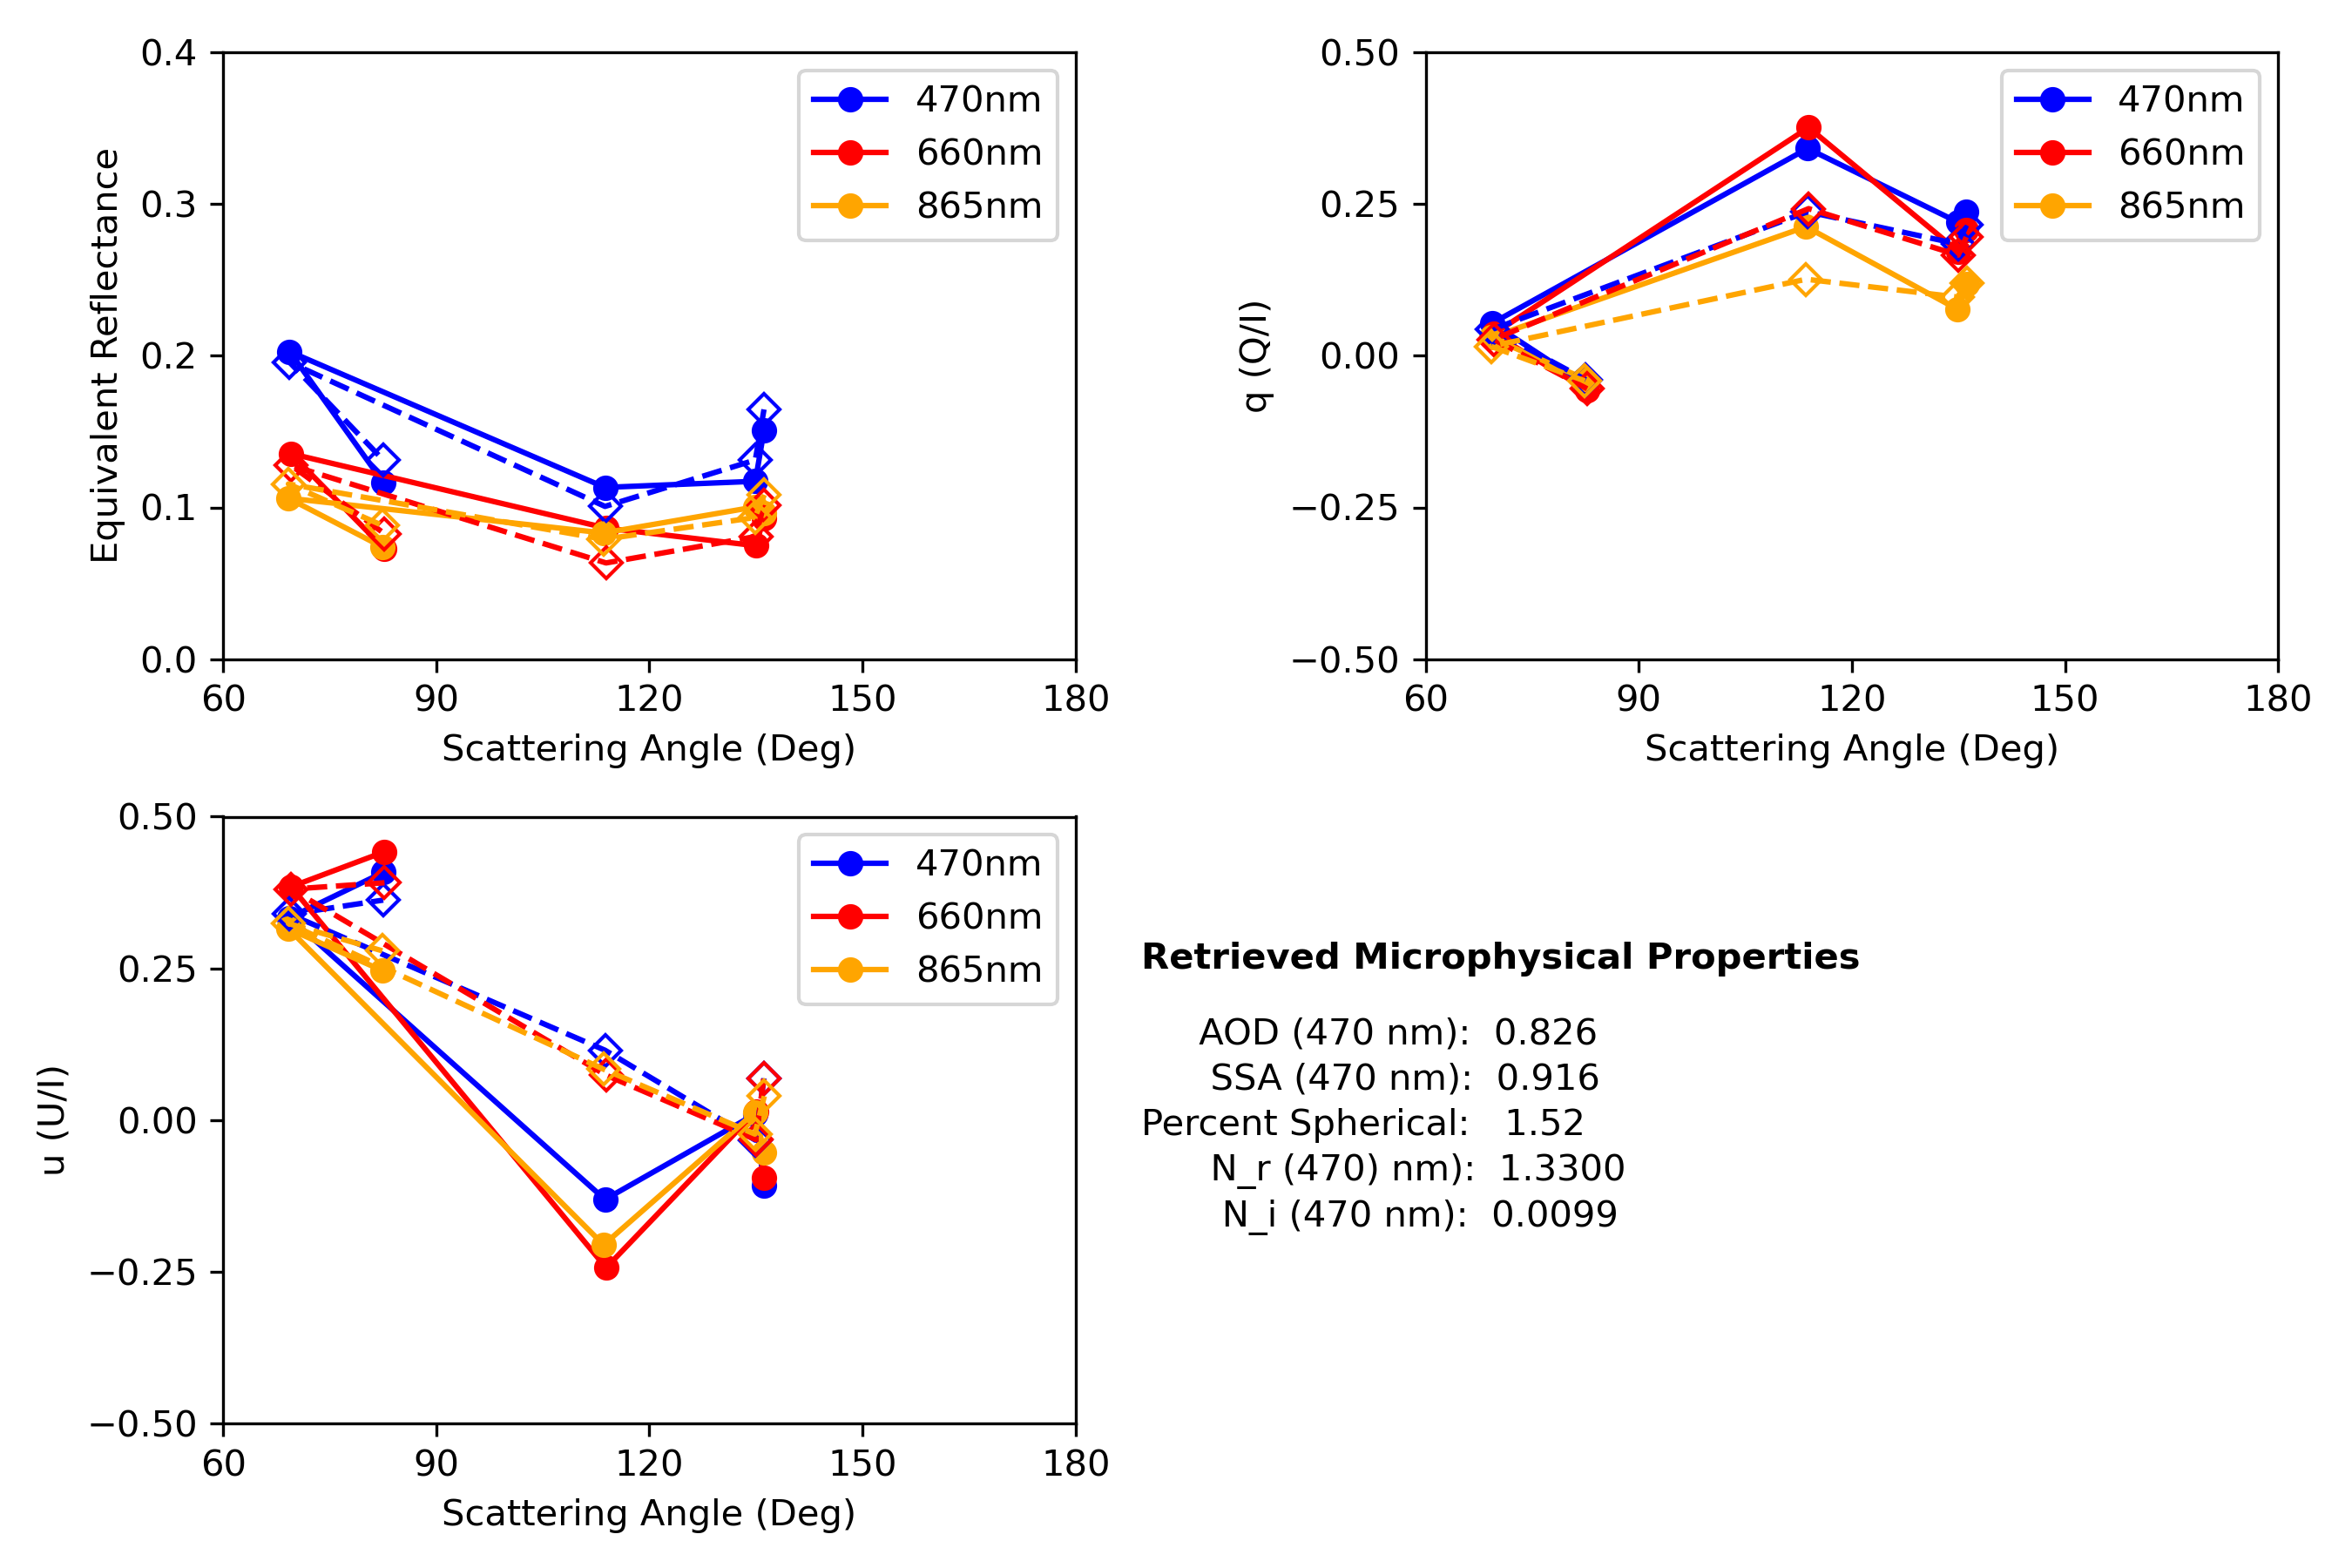 0.4
0.3
0.2
0.1
0.0
Equivalent Reflectance
60 90 120 150 180
Scattering Angle (Deg)
470nm
660nm
865nm
0.50
0.25
0.00
−0.25
−0.50
q (Q/I)
60 90 120 150 180
Scattering Angle (Deg)
470nm
660nm
865nm
0.50
0.25
0.00
−0.25
−0.50
u (U/I)
60 90 120 150 180
Scattering Angle (Deg)
470nm
660nm
865nm
Retrieved Microphysical Properties
AOD (470 nm): 0.826
SSA (470 nm): 0.916
Percent Spherical: 1.52
N_r (470) nm): 1.3300
N_i (470 nm): 0.0099